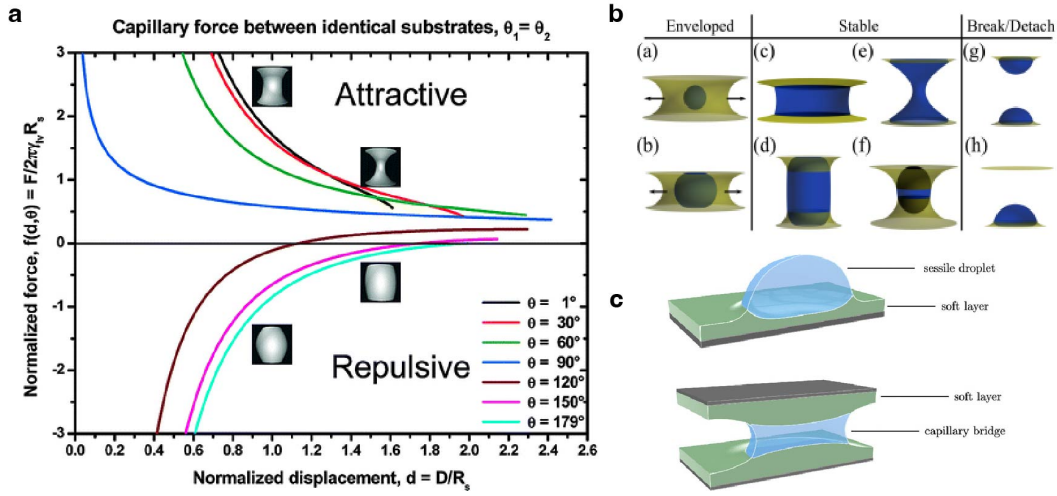 a
Capillary force between identical substrates, θ₁= θ₂
Normalized force, f(d,θ) = F/2πγₗᵥRₛ
3
2
1
0
-1
-2
-3
Attractive
Repulsive
θ = 1°
θ = 30°
θ = 60°
θ = 90°
θ = 120°
θ = 150°
θ = 179°
0.0 0.2 0.4 0.6 0.8 1.0 1.2 1.4 1.6 1.8 2.0 2.2 2.4 2.6
Normalized displacement, d = D/Rₛ
b
Enveloped Stable Break/Detach
(a) (c) (e) (g)
(b) (d) (f) (h)
c
sessile droplet
soft layer
soft layer
capillary bridge